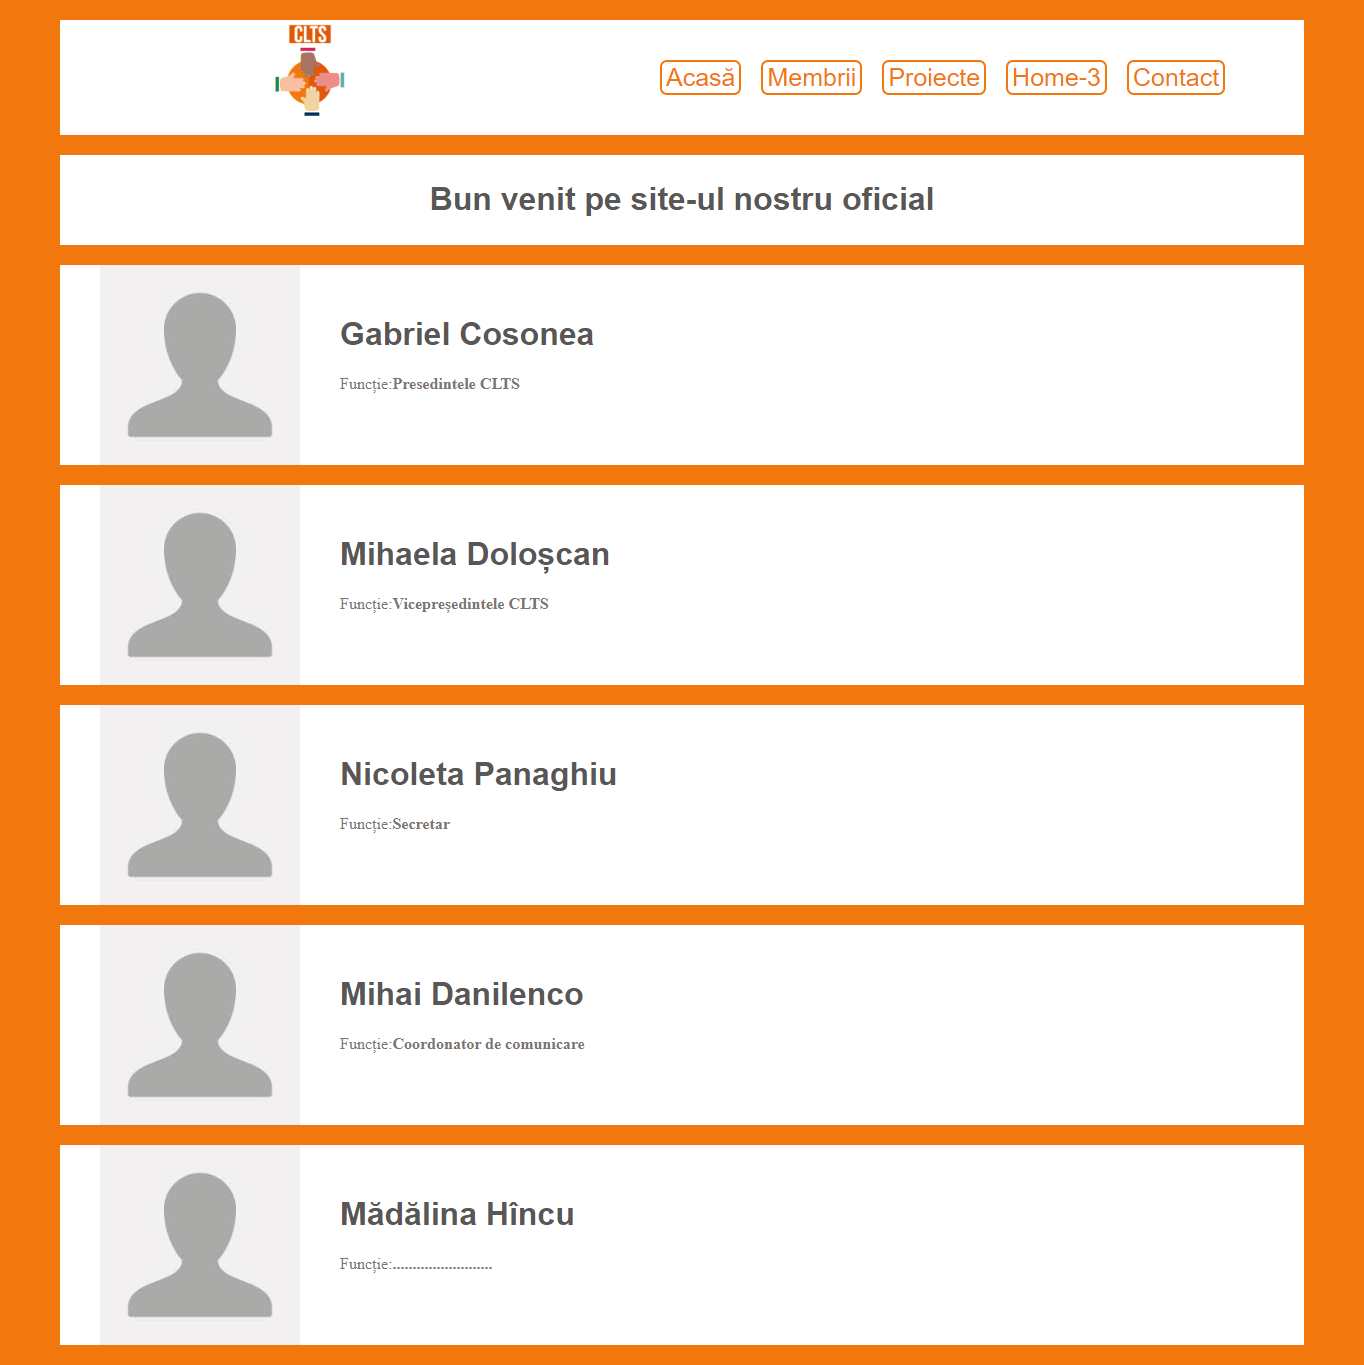 CLTS
Acasă Membrii Proiecte Home-3 Contact
Bun venit pe site-ul nostru oficial
Gabriel Cosonea
Funcție:Presedintele CLTS
Mihaela Doloșcan
Funcție:Vicepreședintele CLTS
Nicoleta Panaghiu
Funcție:Secretar
Mihai Danilenco
Funcție:Coordonator de comunicare
Mădălina Hîncu
Funcție:.........................